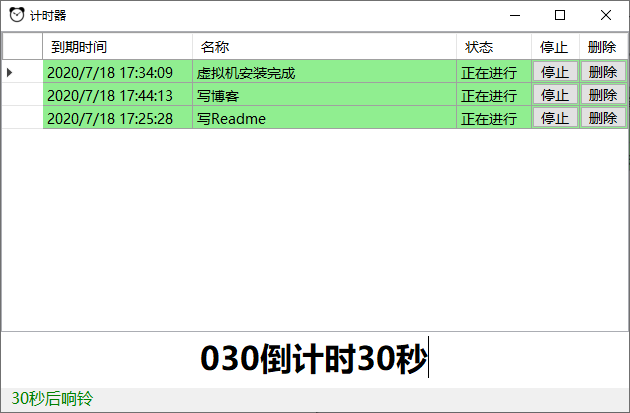 计时器
到期时间 名称 状态 停止 删除
2020/7/18 17:34:09 虚拟机安装完成 正在进行 停止 删除
2020/7/18 17:44:13 写博客 正在进行 停止 删除
2020/7/18 17:25:28 写Readme 正在进行 停止 删除
030倒计时30秒
30秒后响铃